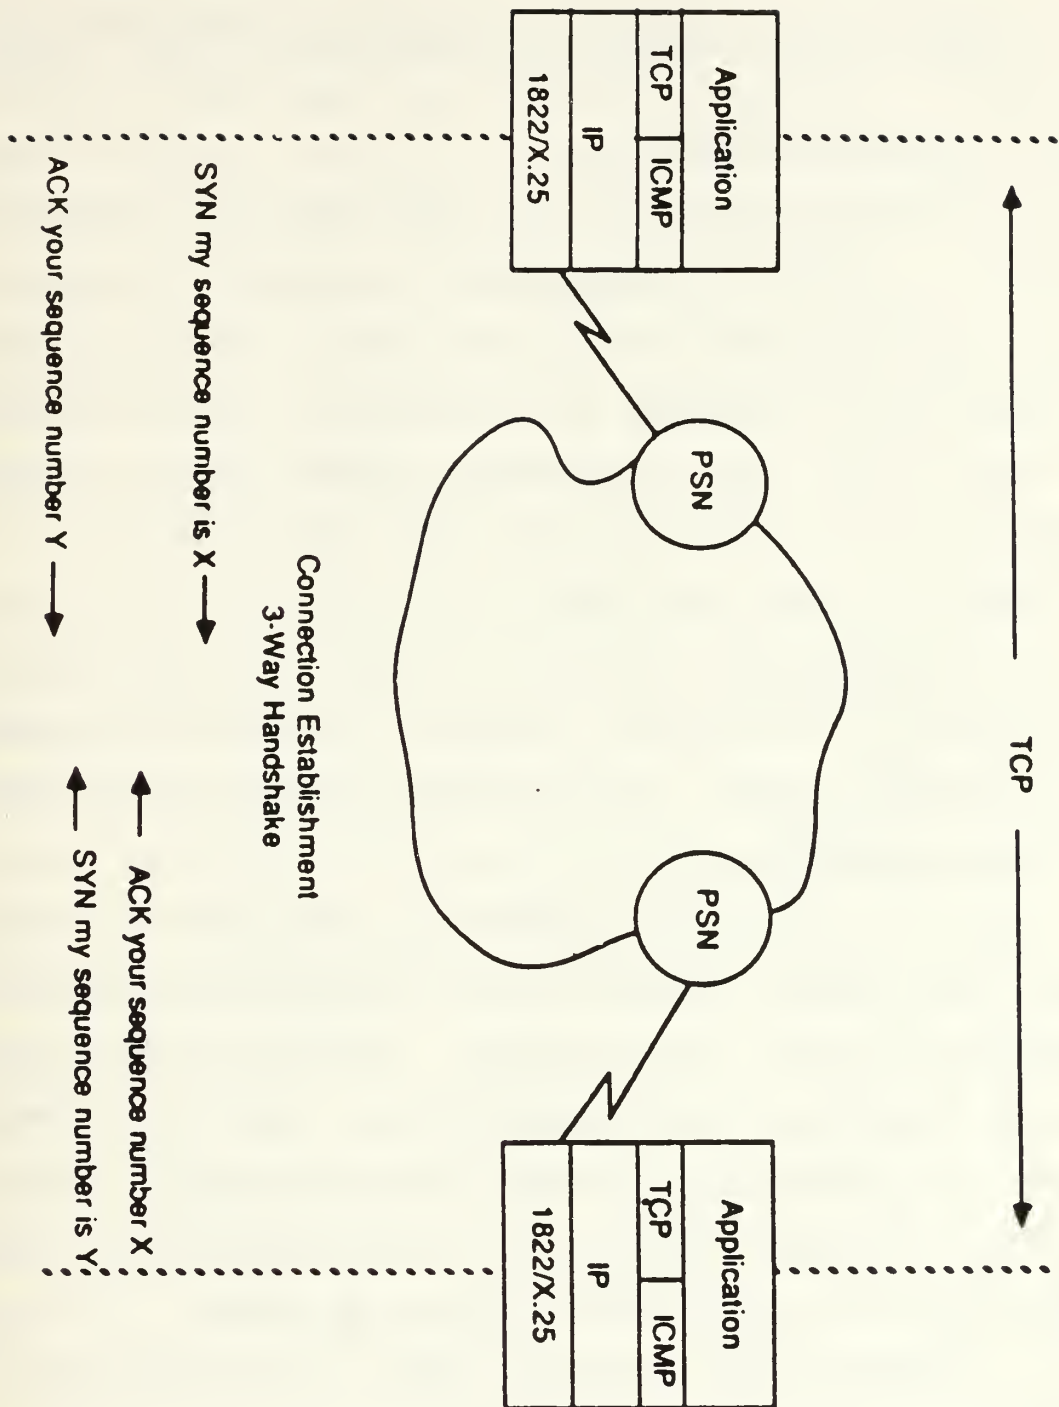 TCP
Application
TCP
ICMP
IP
1822/X.25
PSN
PSN
Application
TCP
ICMP
IP
1822/X.25
Connection Establishment
3-Way Handshake
SYN my sequence number is X
ACK your sequence number X
SYN my sequence number is Y
ACK your sequence number Y